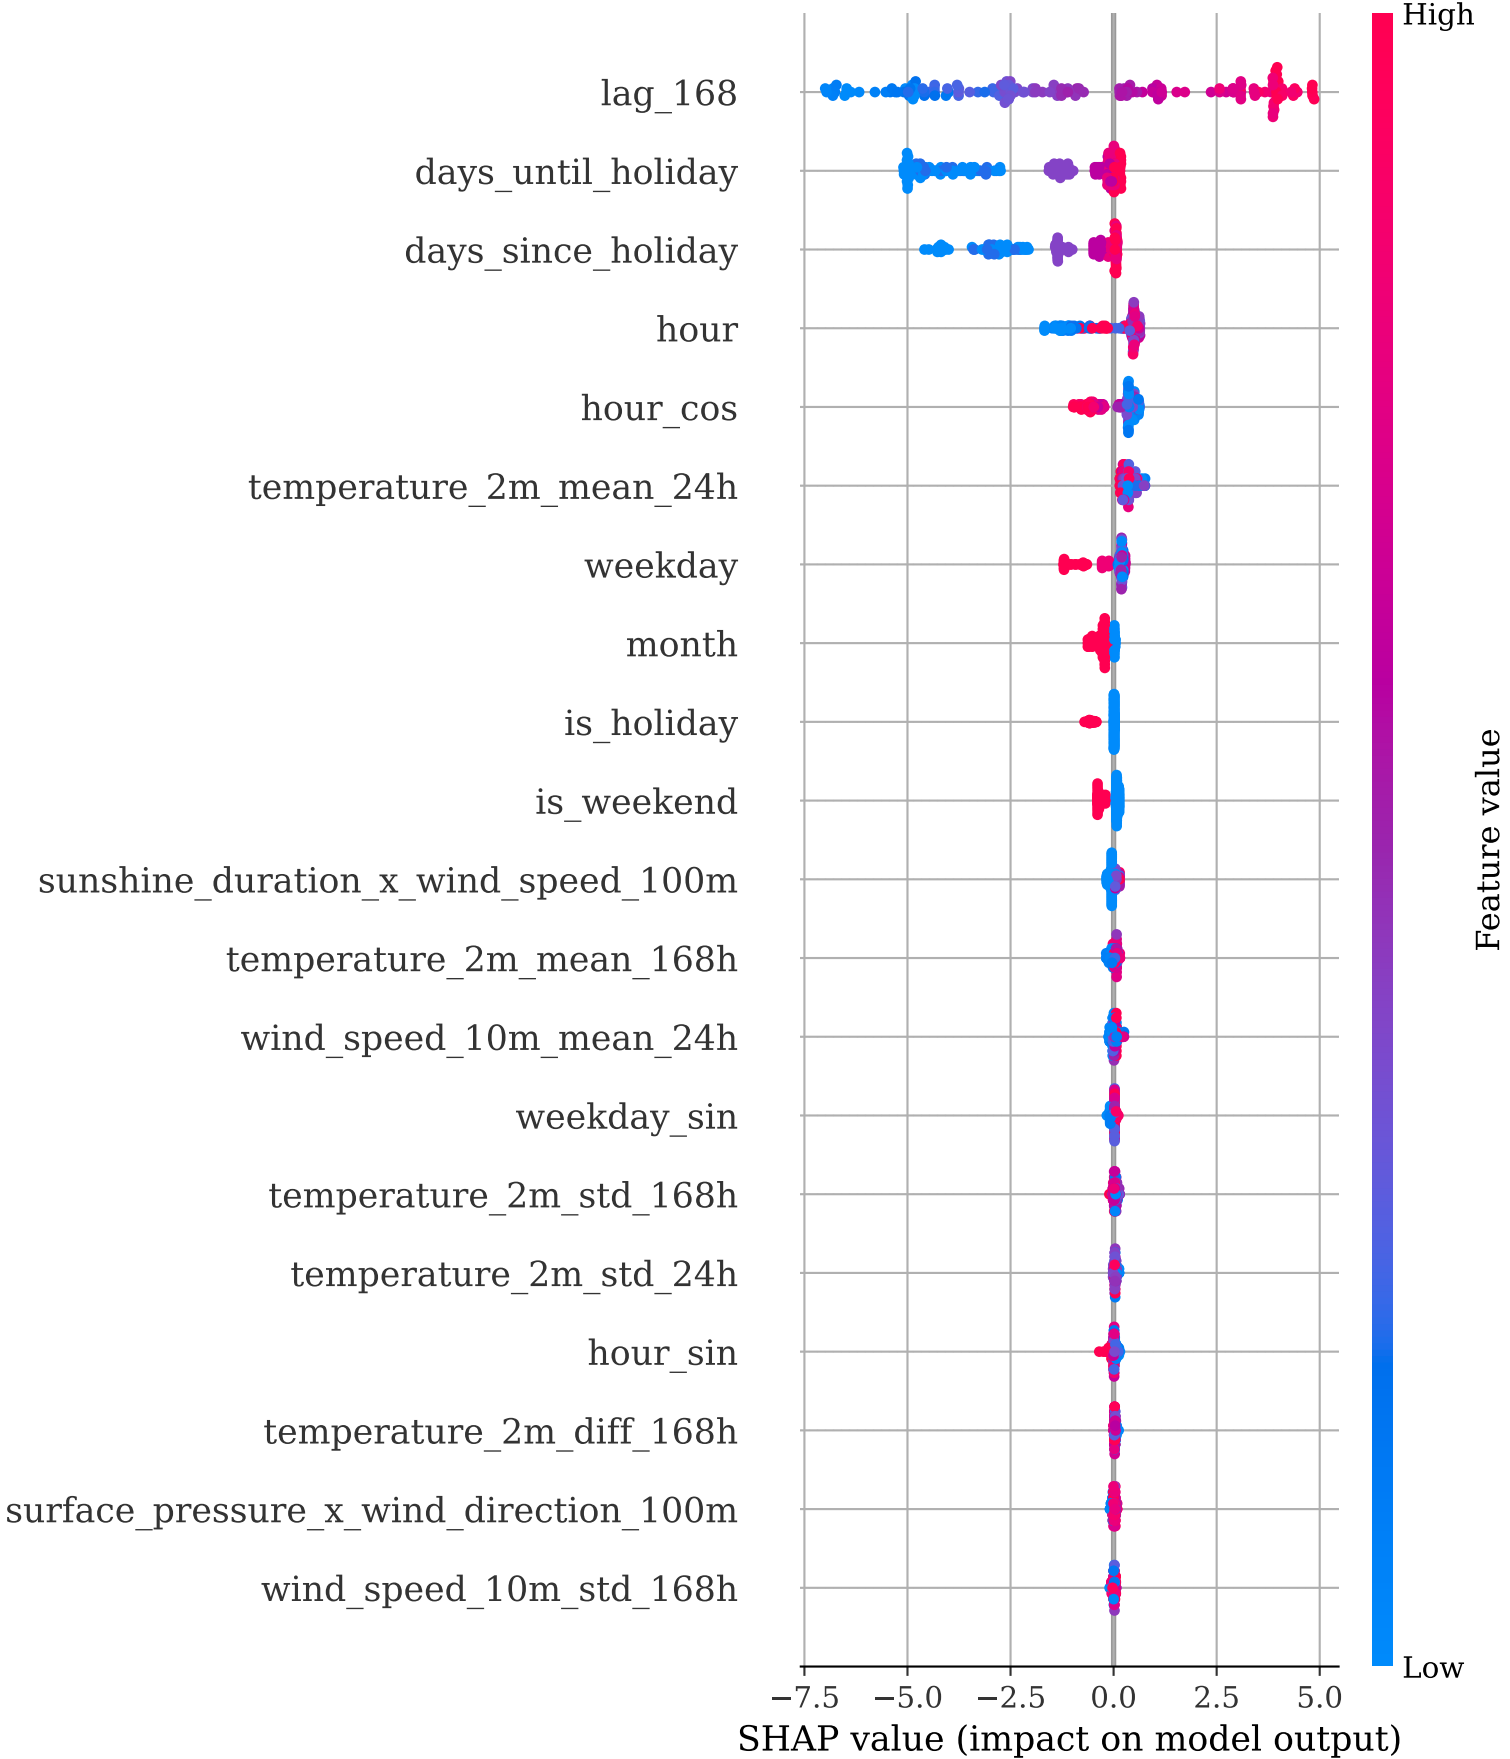 High
lag_168
days_until_holiday
days_since_holiday
hour
hour_cos
temperature_2m_mean_24h
weekday
month
is_holiday
is_weekend
sunshine_duration_x_wind_speed_100m
temperature_2m_mean_168h
wind_speed_10m_mean_24h
weekday_sin
temperature_2m_std_168h
temperature_2m_std_24h
hour_sin
temperature_2m_diff_168h
surface_pressure_x_wind_direction_100m
wind_speed_10m_std_168h
Feature value
Low
−7.5 −5.0 −2.5 0.0 2.5 5.0
SHAP value (impact on model output)